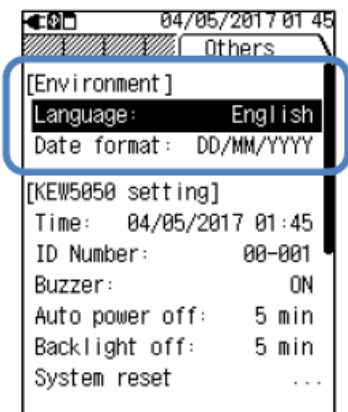 04/05/2017 01 45
Others
[Environment]
Language: English
Date format: DD/MM/YYYY
[KEW5050 setting]
Time: 04/05/2017 01:45
ID Number: 00-001
Buzzer: ON
Auto power off: 5 min
Backlight off: 5 min
System reset ...